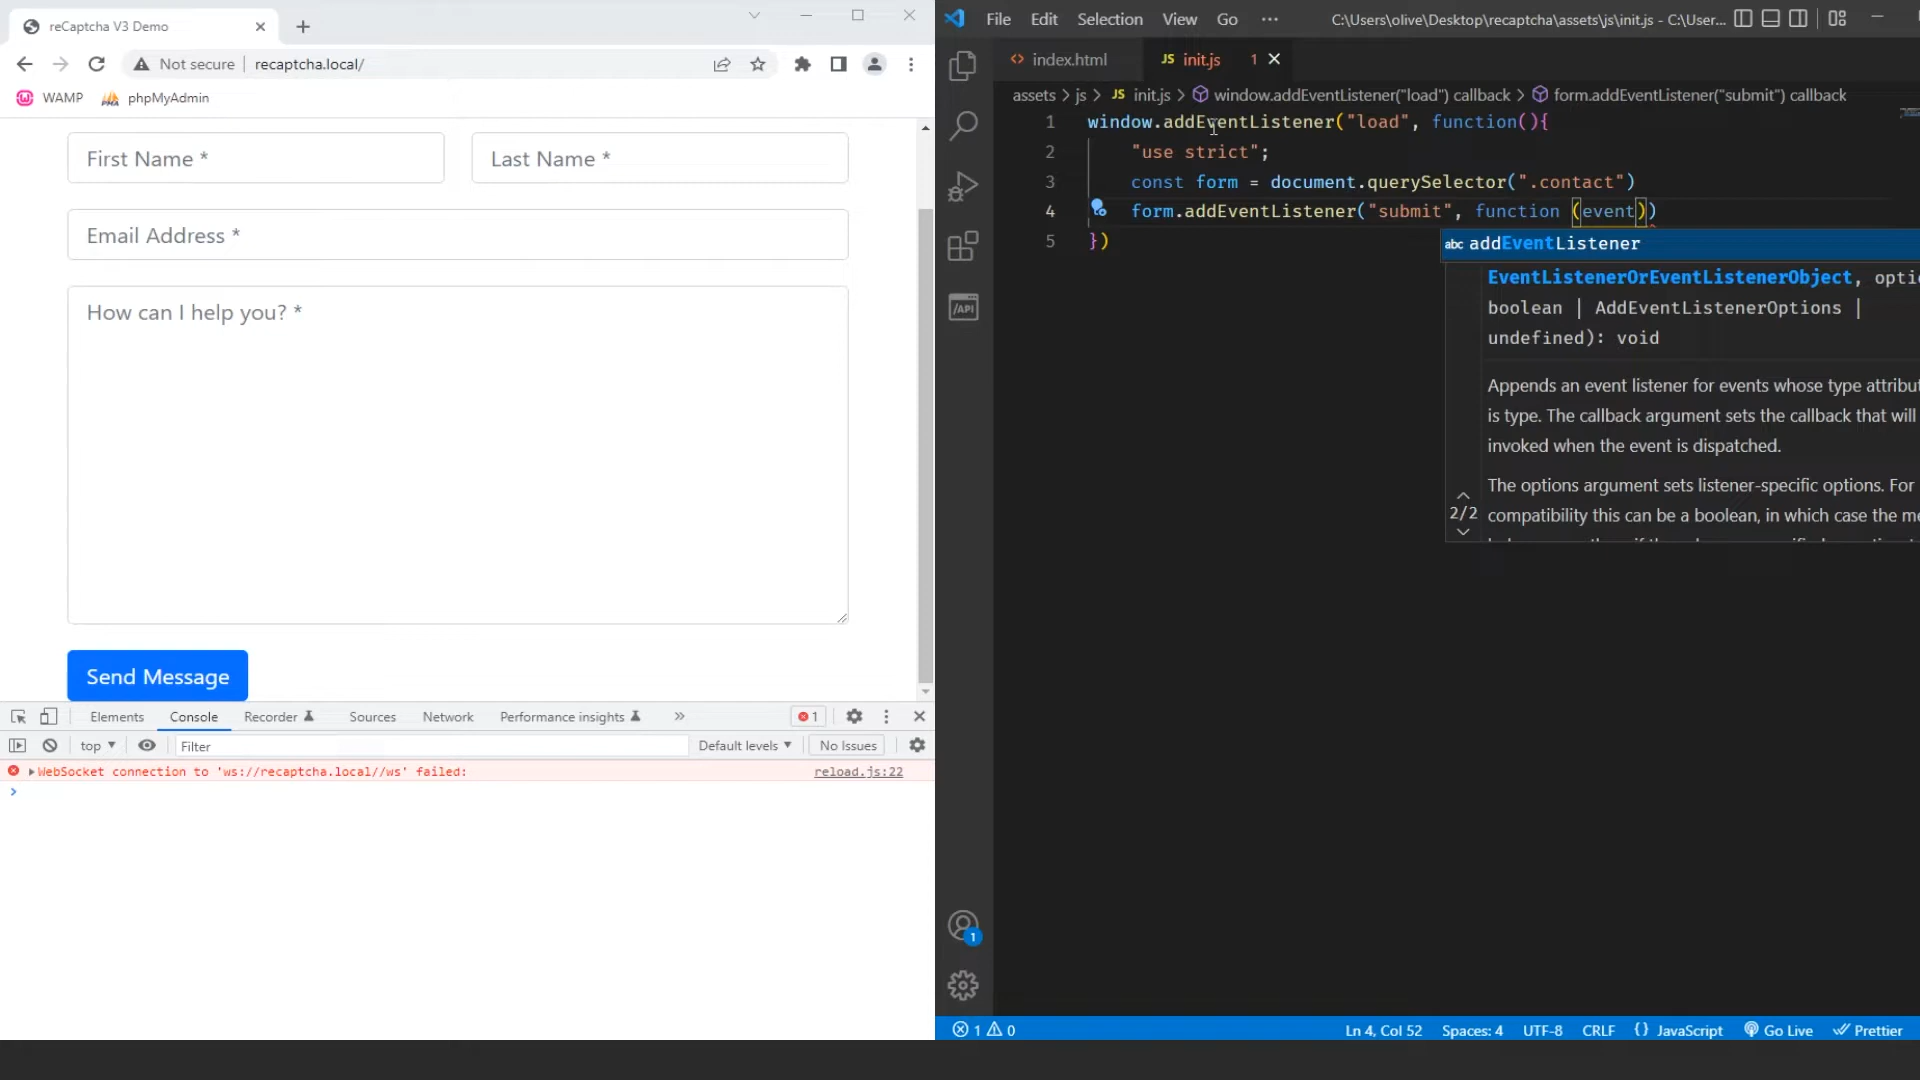 reCaptcha V3 Demo
Not secure
recaptcha.local/
WAMP
phpMyAdmin
First Name *
Last Name *
Email Address *
How can I help you? *
Send Message
Elements
Console
Recorder
Sources
Network
Performance insights
1
top
Filter
Default levels
No Issues
WebSocket connection to 'ws://recaptcha.local//ws' failed:
reload.js:22
File
Edit
Selection
View
Go
C:\Users\olive\Desktop\recaptcha\assets\js\init.js - C:\User...
index.html
JS init.js 1
assets > js > JS init.js > window.addEventListener("load") callback > form.addEventListener("submit") callback
1 window.addEventListener("load", function(){
2 "use strict";
3 const form = document.querySelector(".contact")
4 form.addEventListener("submit", function (event))
5 })
abc addEventListener
EventListenerOrEventListenerObject, optio
boolean | AddEventListenerOptions |
undefined): void
Appends an event listener for events whose type attribut
is type. The callback argument sets the callback that will
invoked when the event is dispatched.
The options argument sets listener-specific options. For
2/2
compatibility this can be a boolean, in which case the me
/API
1
1 0
Ln 4, Col 52
Spaces: 4
UTF-8
CRLF
{} JavaScript
Go Live
Prettier